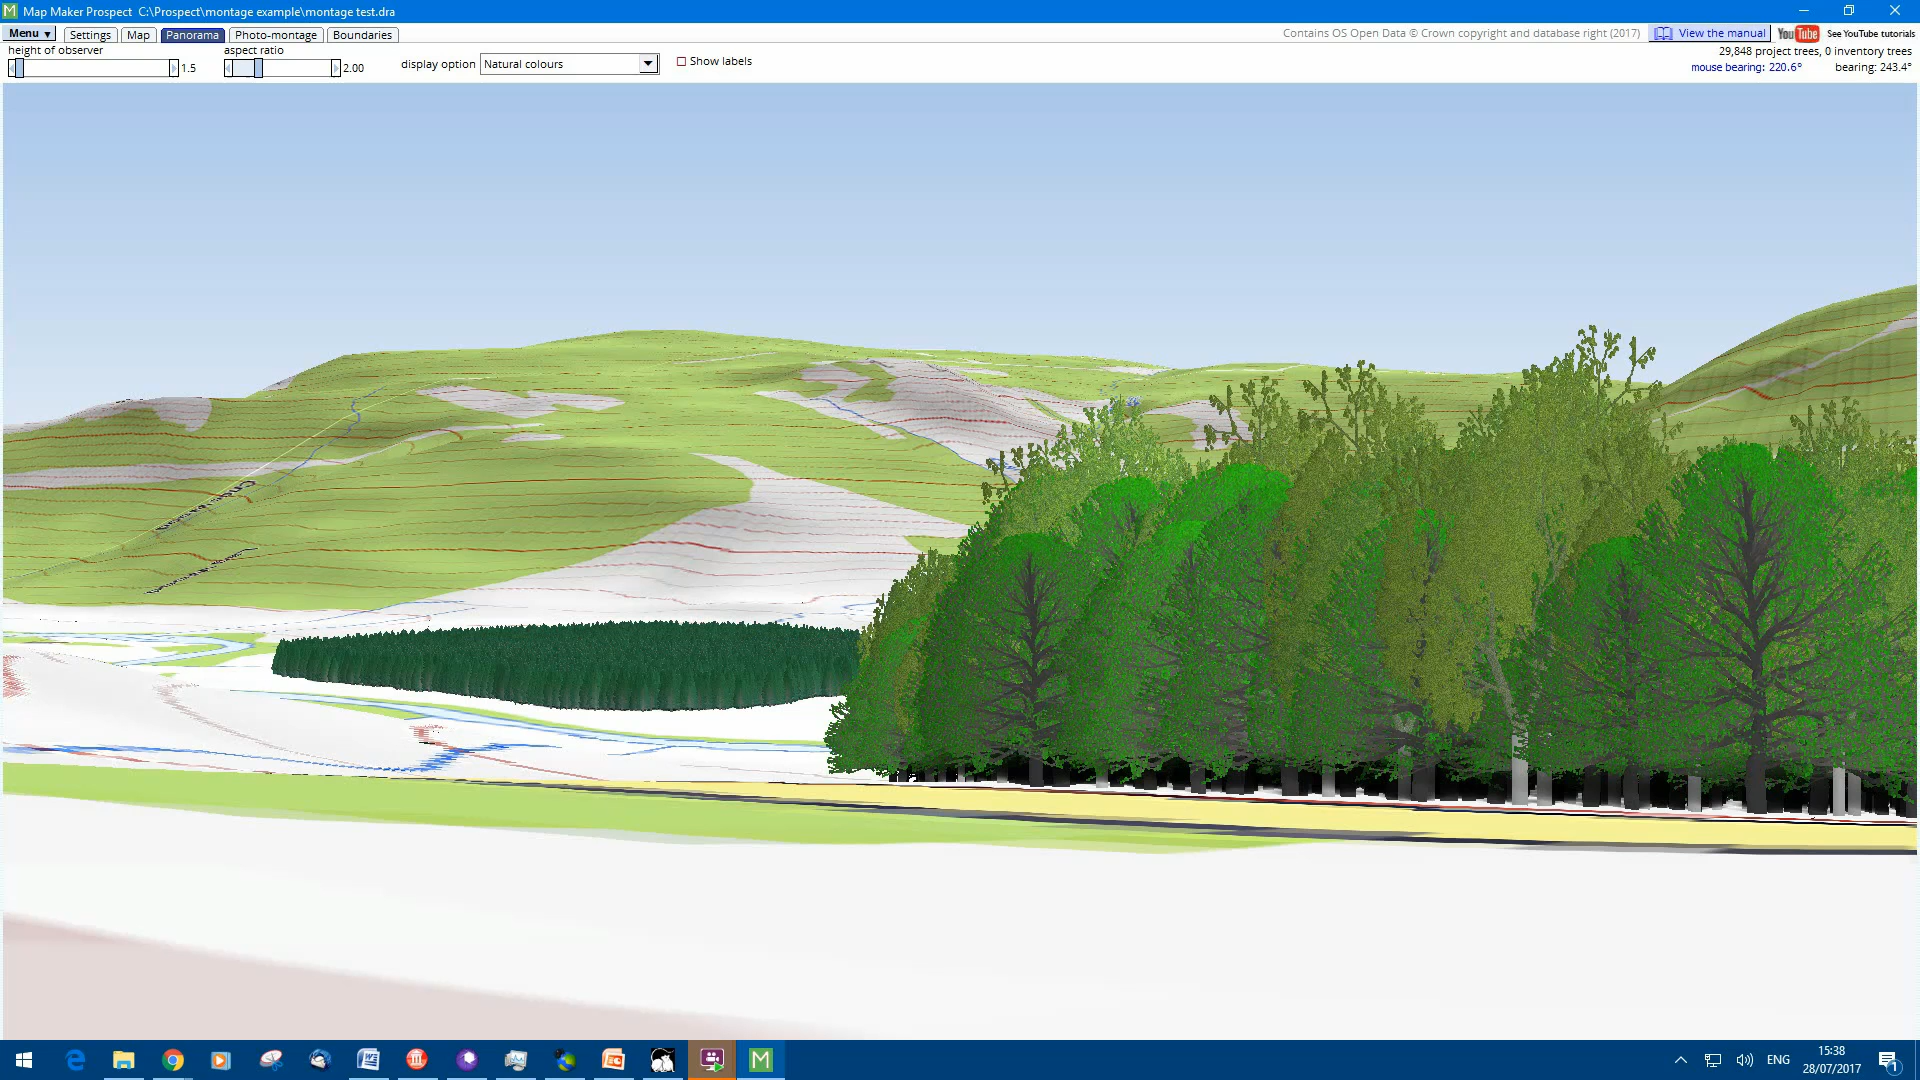 Map Maker Prospect C:\Prospect\montage example\montage test.dra
Menu ▼ Settings Map Panorama Photo-montage Boundaries
Contains OS Open Data © Crown copyright and database right (2017) View the manual YouTube See YouTube tutorials
height of observer aspect ratio
29,848 project trees, 0 inventory trees
1.5 2.00 display option Natural colours Show labels
mouse bearing: 220.6° bearing: 243.4°
ENG
15:38
28/07/2017
1